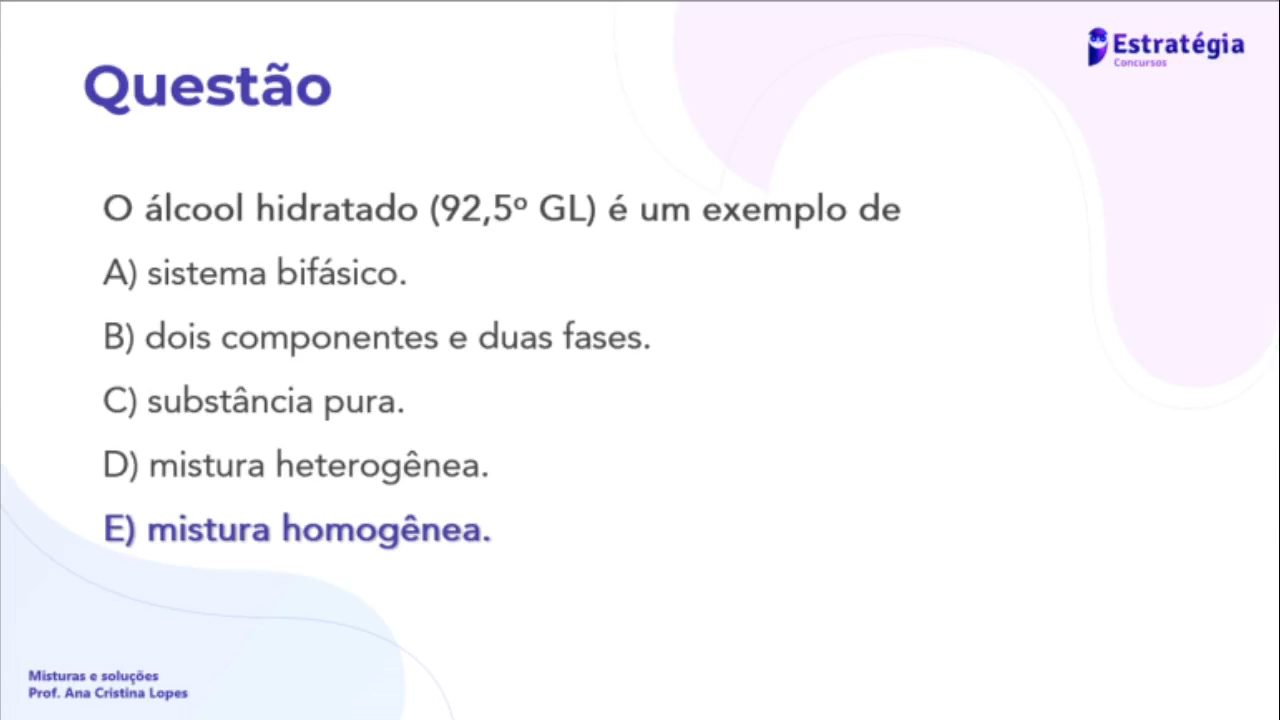 Estratégia
Concursos
Questão
O álcool hidratado (92,5º GL) é um exemplo de
A) sistema bifásico.
B) dois componentes e duas fases.
C) substância pura.
D) mistura heterogênea.
E) mistura homogênea.
Misturas e soluções
Prof. Ana Cristina Lopes